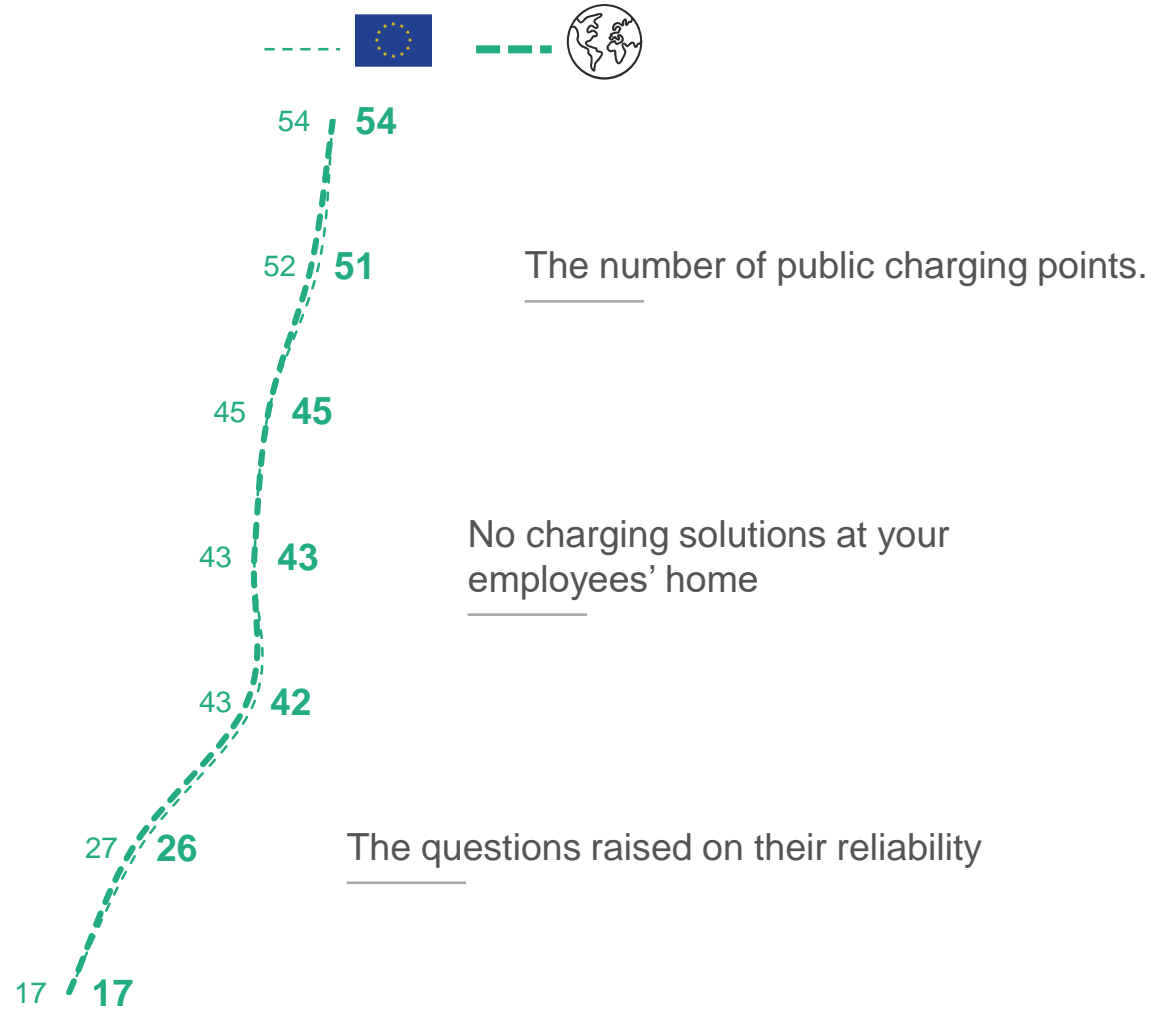 54 54
52 51 The number of public charging points.
45 45
No charging solutions at your
43 43
employees’ home
43 42
27 26 The questions raised on their reliability
17 17